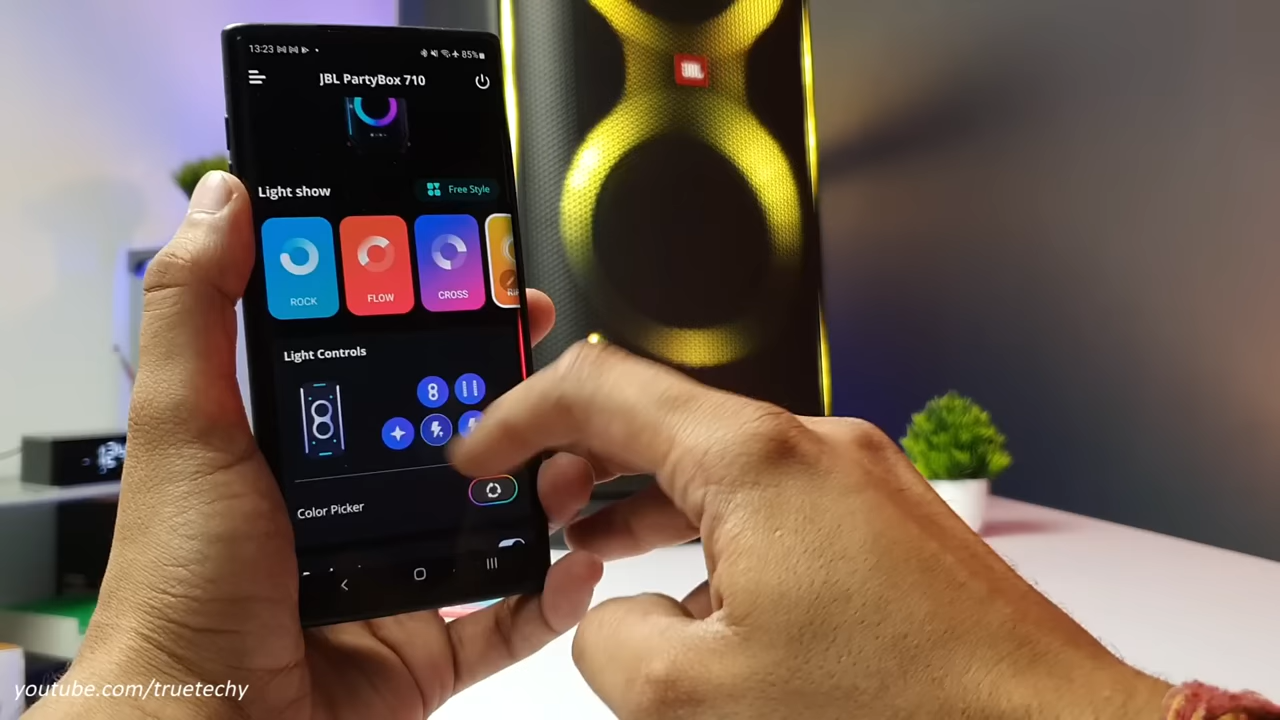 13:23
85%
JBL PartyBox 710
JBL
Light show
Free Style
ROCK
FLOW
CROSS
Light Controls
Color Picker
youtube.com/truetechy